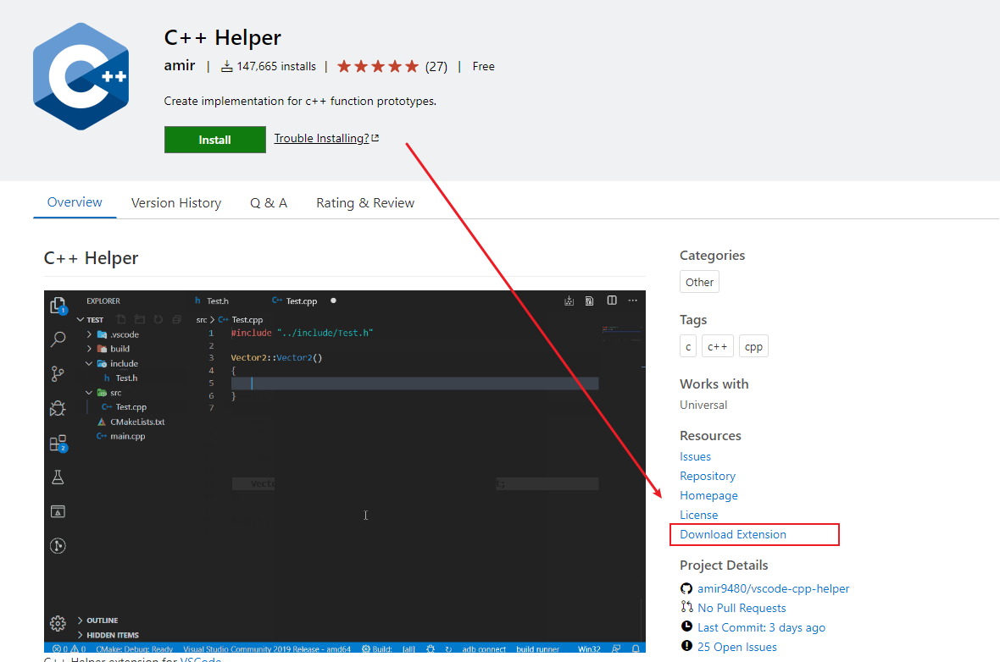 C++ Helper
amir | 147,665 installs | (27) | Free
Create implementation for c++ function prototypes.
Install Trouble Installing?
Overview Version History Q & A Rating & Review
C++ Helper
EXPLORER
TEST
.vscode
build
include
h Test.h
src
C++ Test.cpp
CMakeLists.txt
C++ main.cpp
OUTLINE
HIDDEN ITEMS
1
2
h Test.h C++ Test.cpp
src > C++ Test.cpp
1 #include "../include/Test.h"
2
3 Vector2::Vector2()
4 {
5
6 }
7
0 0 CMake: Debug: Ready Visual Studio Community 2019 Release - amd64 Build: [all] adb connect build runner Win32
C++ Helper extension for VSCode
Categories
Other
Tags
c c++ cpp
Works with
Universal
Resources
Issues
Repository
Homepage
License
Download Extension
Project Details
amir9480/vscode-cpp-helper
No Pull Requests
Last Commit: 3 days ago
25 Open Issues